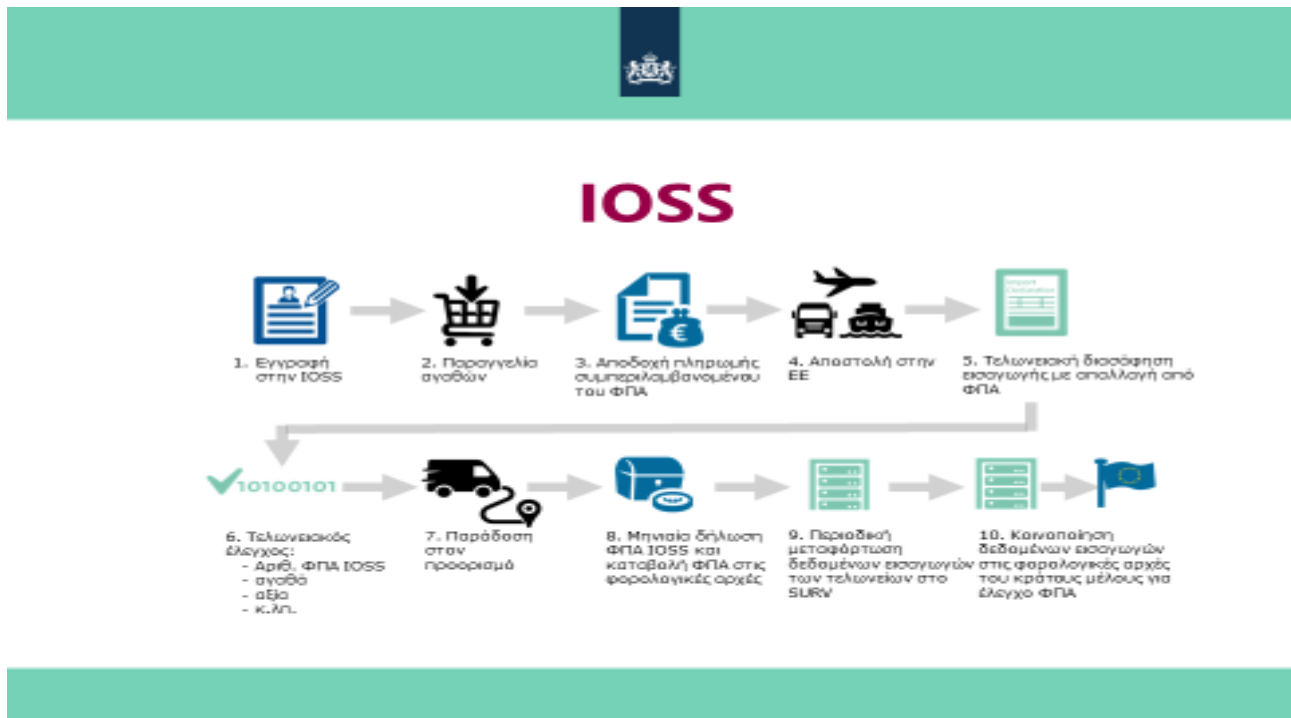 IOSS
Import
Declaration
1. Εγγραφή
στην IOSS
2. Παραγγελία
αγαθών
3. Αποδοχή πληρωμής
συμπεριλαμβανομένου
του ΦΠΑ
4. Αποστολή στην
ΕΕ
5. Τελωνειακή διασάφηση
εισαγωγής με απαλλαγή από
ΦΠΑ
10100101
6. Τελωνειακός
έλεγχος:
- Αριθ. ΦΠΑ IOSS
- αγαθά
- αξία
- κ.λπ.
7. Παράδοση
στον
προορισμό
8. Μηνιαία δήλωση
ΦΠΑ IOSS και
καταβολή ΦΠΑ στις
φορολογικές αρχές
9. Περιοδική
μεταφόρτωση
δεδομένων εισαγωγών
των τελωνείων στο
SURV
10. Κοινοποίηση
δεδομένων εισαγωγών
στις φορολογικές αρχές
του κράτους μέλους για
έλεγχο ΦΠΑ